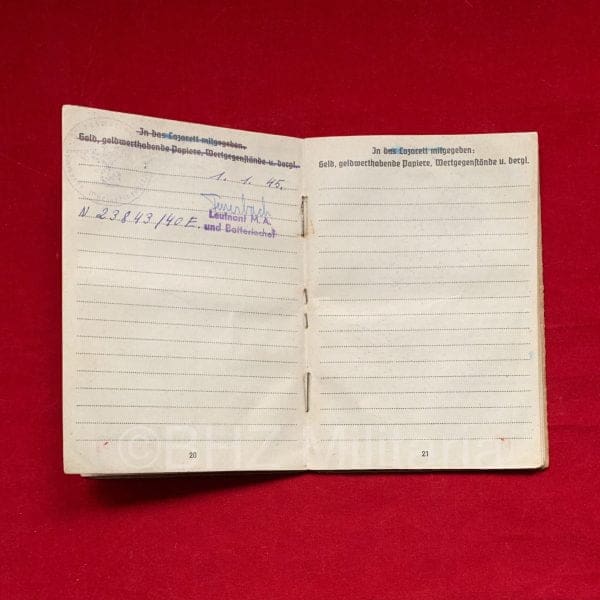 In das Lazarett mitgegeben:
Geld, geldwerthabende Papiere, Wertgegenstände u. dergl.
1. 1. 45.
N 23843/40 E.
Leutnant M.A.
und Batteriechef
20
In das Lazarett mitgegeben:
Geld, geldwerthabende Papiere, Wertgegenstände u. dergl.
21
©BHZ Militaria